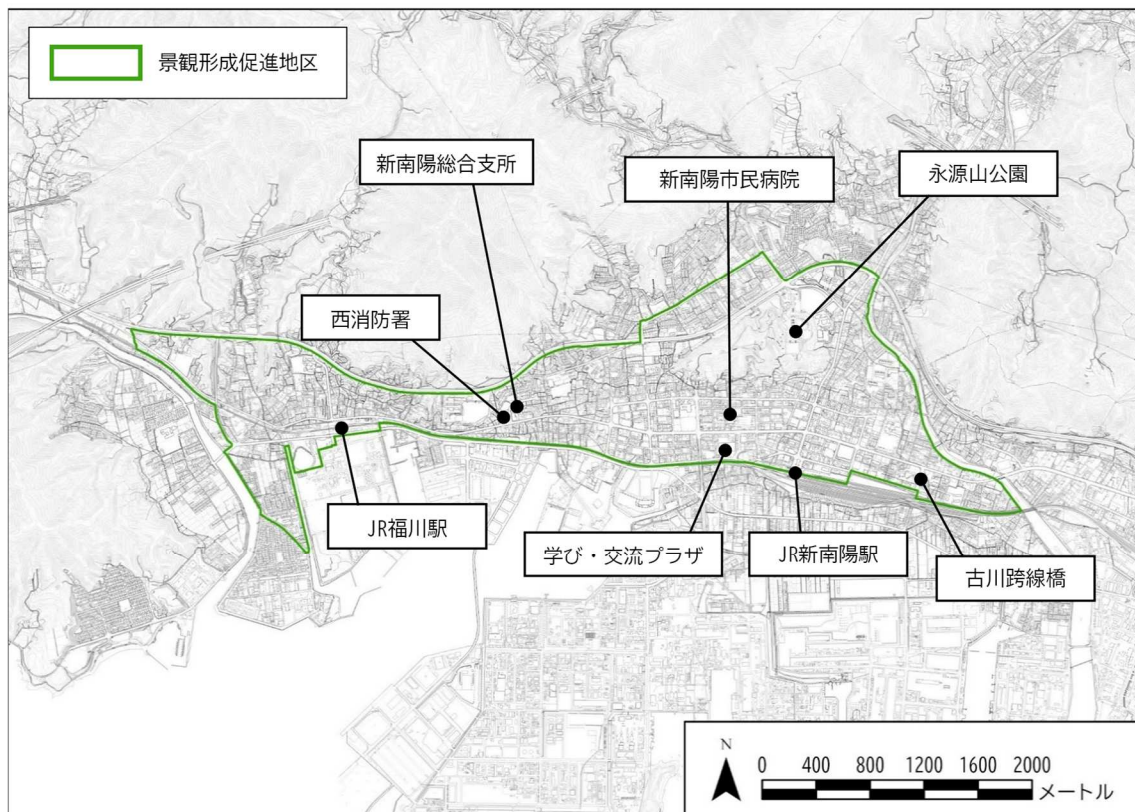 景観形成促進地区
新南陽総合支所
新南陽市民病院
永源山公園
西消防署
JR福川駅
学び・交流プラザ
JR新南陽駅
古川跨線橋
N
0 400 800 1200 1600 2000
メートル